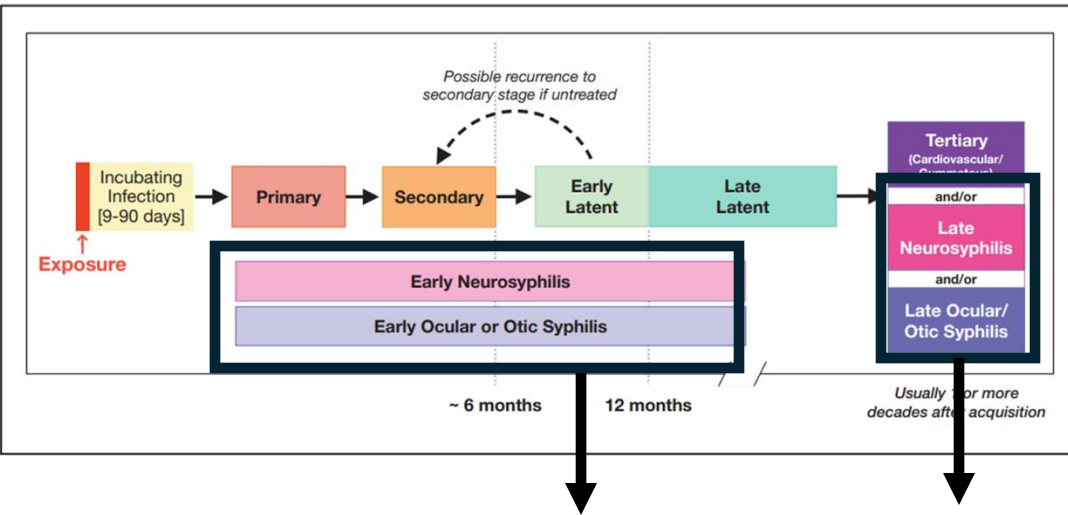 Possible recurrence to
secondary stage if untreated
Incubating
Infection
[9-90 days]
Primary
Secondary
Early
Latent
Late
Latent
Tertiary
(Cardiovascular/
and/or
Late
Neurosyphilis
and/or
Late Ocular/
Otic Syphilis
Exposure
Early Neurosyphilis
Early Ocular or Otic Syphilis
~ 6 months
12 months
Usually or more
decades after acquisition